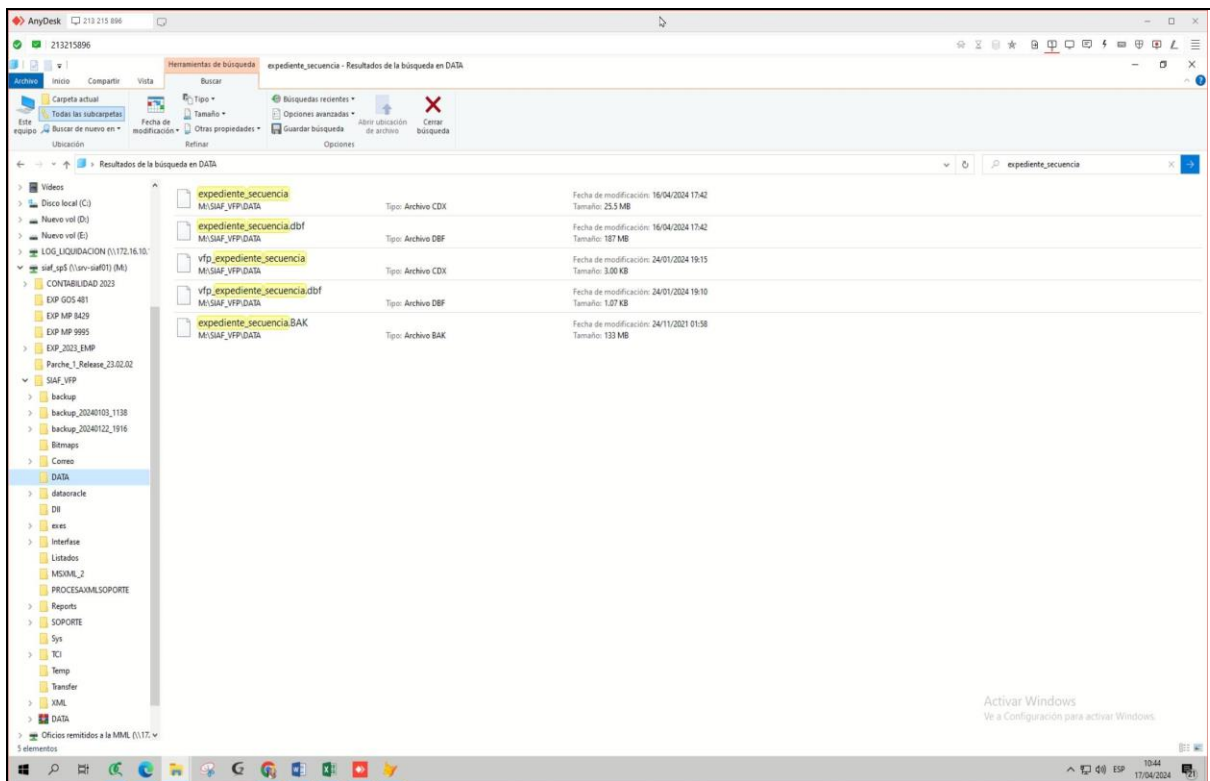 AnyDesk 213 215 896
213215896
Herramientas de búsqueda expediente_secuencia - Resultados de la búsqueda en DATA
Archivo Inicio Compartir Vista Buscar
Este equipo
Carpeta actual
Todas las subcarpetas
Buscar de nuevo en
Ubicación
Fecha de modificación
Tipo
Tamaño
Otras propiedades
Refinar
Búsquedas recientes
Opciones avanzadas
Guardar búsqueda
Abrir ubicación de archivo
Cerrar búsqueda
Opciones
Resultados de la búsqueda en DATA
expediente_secuencia
Vídeos
Disco local (C:)
Nuevo vol (D:)
Nuevo vol (E:)
LOG_LIQUIDACION (\\172.16.10.
siaf_sp$ (\\srv-siaf01) (M:)
CONTABILIDAD 2023
EXP GOS 481
EXP MP 8429
EXP MP 9995
EXP_2023_EMP
Parche_1_Release_23.02.02
SIAF_VFP
backup
backup_20240103_1138
backup_20240122_1916
Bitmaps
Correo
DATA
dataoracle
Dll
exes
Interfase
Listados
MSXML_2
PROCESAXMLSOPORTE
Reports
SOPORTE
Sys
TCI
Temp
Transfer
XML
DATA
Oficios remitidos a la MML (\\17.
5 elementos
expediente_secuencia
M:\SIAF_VFP\DATA Tipo: Archivo CDX
Fecha de modificación: 16/04/2024 17:42
Tamaño: 25.5 MB
expediente_secuencia.dbf
M:\SIAF_VFP\DATA Tipo: Archivo DBF
Fecha de modificación: 16/04/2024 17:42
Tamaño: 187 MB
vfp_expediente_secuencia
M:\SIAF_VFP\DATA Tipo: Archivo CDX
Fecha de modificación: 24/01/2024 19:15
Tamaño: 3.00 KB
vfp_expediente_secuencia.dbf
M:\SIAF_VFP\DATA Tipo: Archivo DBF
Fecha de modificación: 24/01/2024 19:10
Tamaño: 1.07 KB
expediente_secuencia.BAK
M:\SIAF_VFP\DATA Tipo: Archivo BAK
Fecha de modificación: 24/11/2021 01:58
Tamaño: 133 MB
Activar Windows
Ve a Configuración para activar Windows.
ESP
10:44
17/04/2024